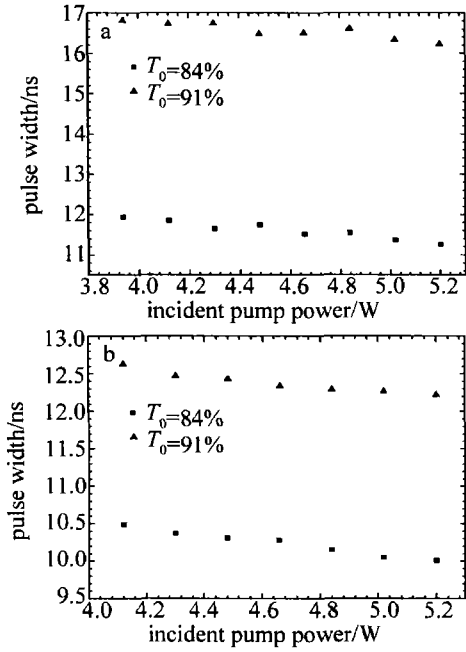 a
17
16
15
14
13
12
11
pulse width/ns
T₀=84%
T₀=91%
3.8 4.0 4.2 4.4 4.6 4.8 5.0 5.2
incident pump power/W
b
13.0
12.5
12.0
11.5
11.0
10.5
10.0
9.5
pulse width/ns
T₀=84%
T₀=91%
4.0 4.2 4.4 4.6 4.8 5.0 5.2
incident pump power/W